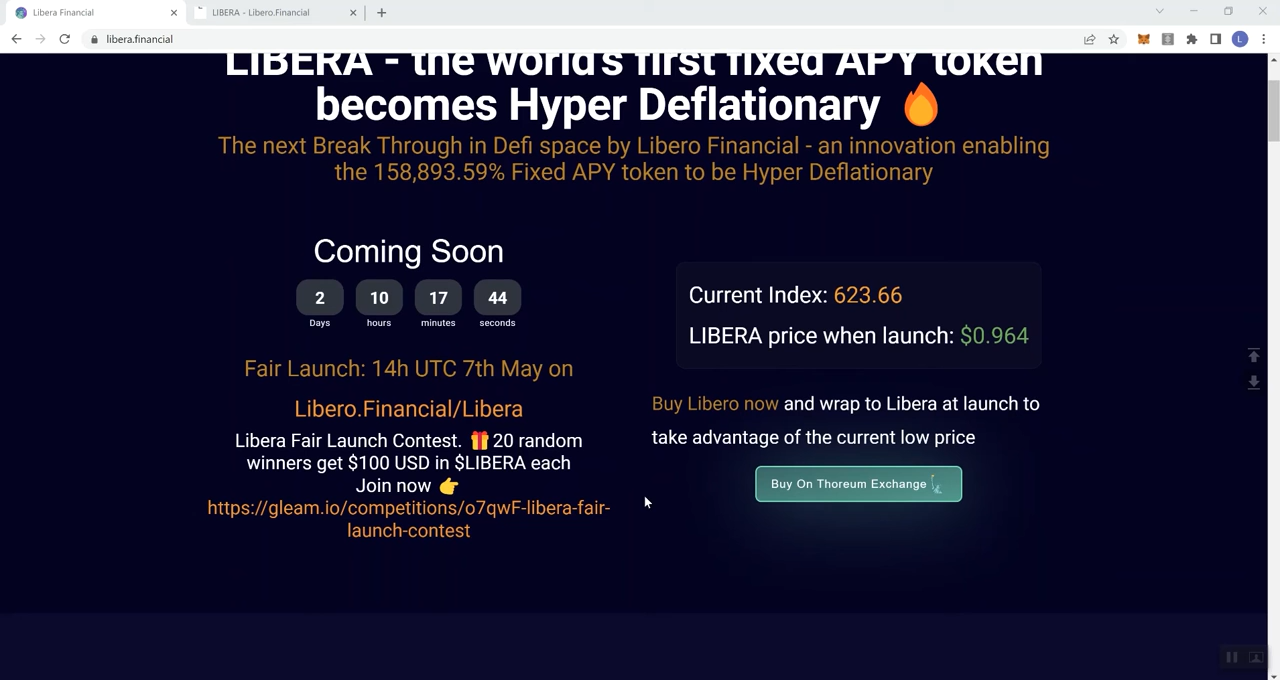 Libera Financial
LIBERA - Libero.Financial
libera.financial
L
LIBERA - the world's first fixed APY token
becomes Hyper Deflationary 🔥
The next Break Through in Defi space by Libero Financial - an innovation enabling
the 158,893.59% Fixed APY token to be Hyper Deflationary
Coming Soon
2 10 17 44
Days hours minutes seconds
Fair Launch: 14h UTC 7th May on
Libero.Financial/Libera
Libera Fair Launch Contest. 🎁20 random
winners get $100 USD in $LIBERA each
Join now 👉
https://gleam.io/competitions/o7qwF-libera-fair-
launch-contest
Current Index: 623.66
LIBERA price when launch: $0.964
Buy Libero now and wrap to Libera at launch to
take advantage of the current low price
Buy On Thoreum Exchange